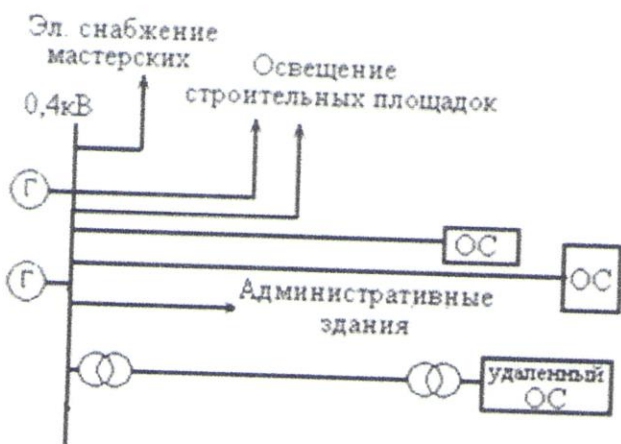 Эл. снабжение
мастерских
Освещение
строительных площадок
0,4кВ
Г
ОС
ОС
Г
Административные
здания
удаленный
ОС